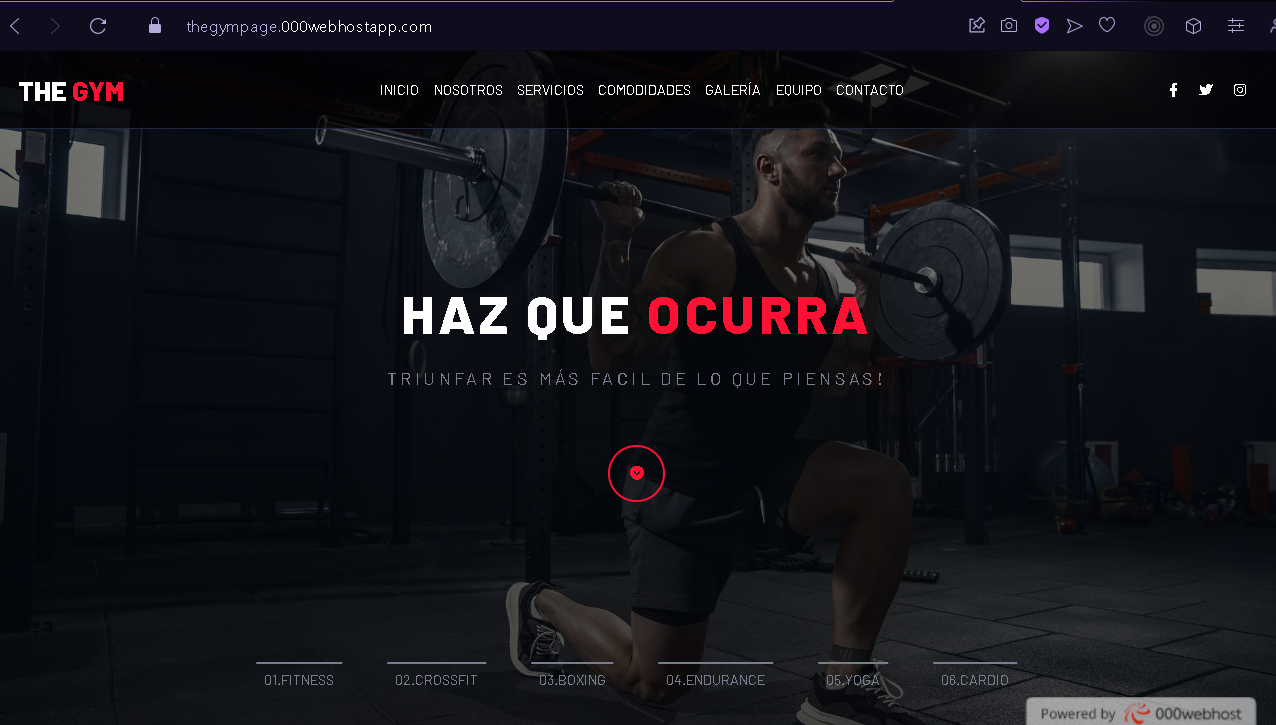 thegympage.000webhostapp.com
THE GYM
INICIO NOSOTROS SERVICIOS COMODIDADES GALERÍA EQUIPO CONTACTO
HAZ QUE OCURRA
TRIUNFAR ES MÁS FACIL DE LO QUE PIENSAS!
01.FITNESS 02.CROSSFIT 03.BOXING 04.ENDURANCE 05.YOGA 06.CARDIO
Powered by 000webhost